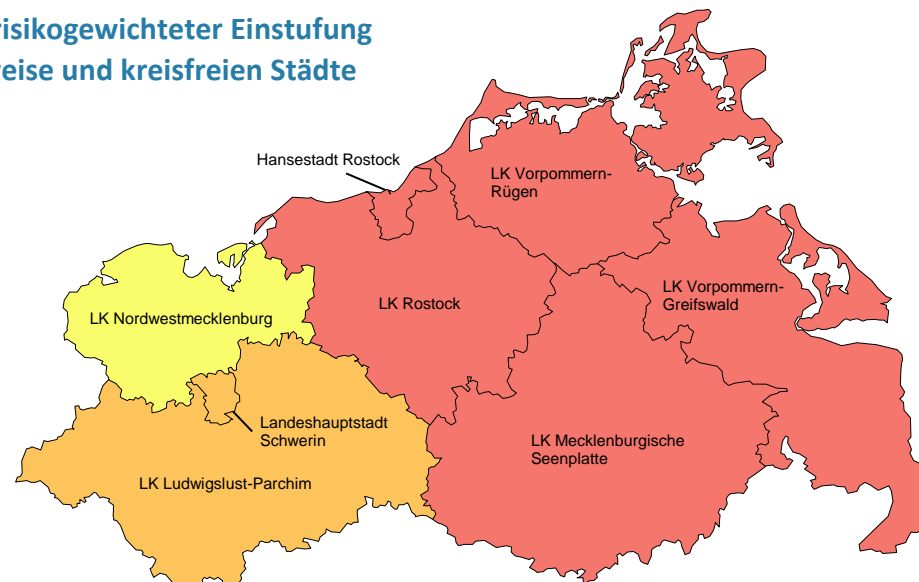 risikogewichteter Einstufung
reise und kreisfreien Städte
Hansestadt Rostock
LK Vorpommern-
Rügen
LK Rostock
LK Vorpommern-
Greifswald
LK Nordwestmecklenburg
Landeshauptstadt
Schwerin
LK Mecklenburgische
Seenplatte
LK Ludwigslust-Parchim